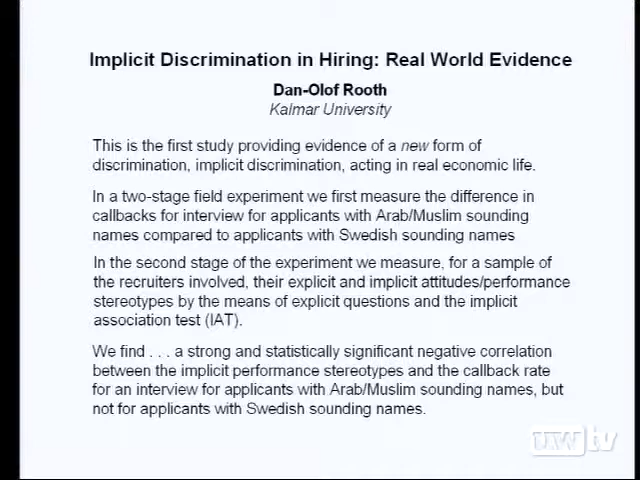 Implicit Discrimination in Hiring: Real World Evidence
Dan-Olof Rooth
Kalmar University
This is the first study providing evidence of a new form of
discrimination, implicit discrimination, acting in real economic life.
In a two-stage field experiment we first measure the difference in
callbacks for interview for applicants with Arab/Muslim sounding
names compared to applicants with Swedish sounding names
In the second stage of the experiment we measure, for a sample of
the recruiters involved, their explicit and implicit attitudes/performance
stereotypes by the means of explicit questions and the implicit
association test (IAT).
We find . . . a strong and statistically significant negative correlation
between the implicit performance stereotypes and the callback rate
for an interview for applicants with Arab/Muslim sounding names, but
not for applicants with Swedish sounding names.
uwtv